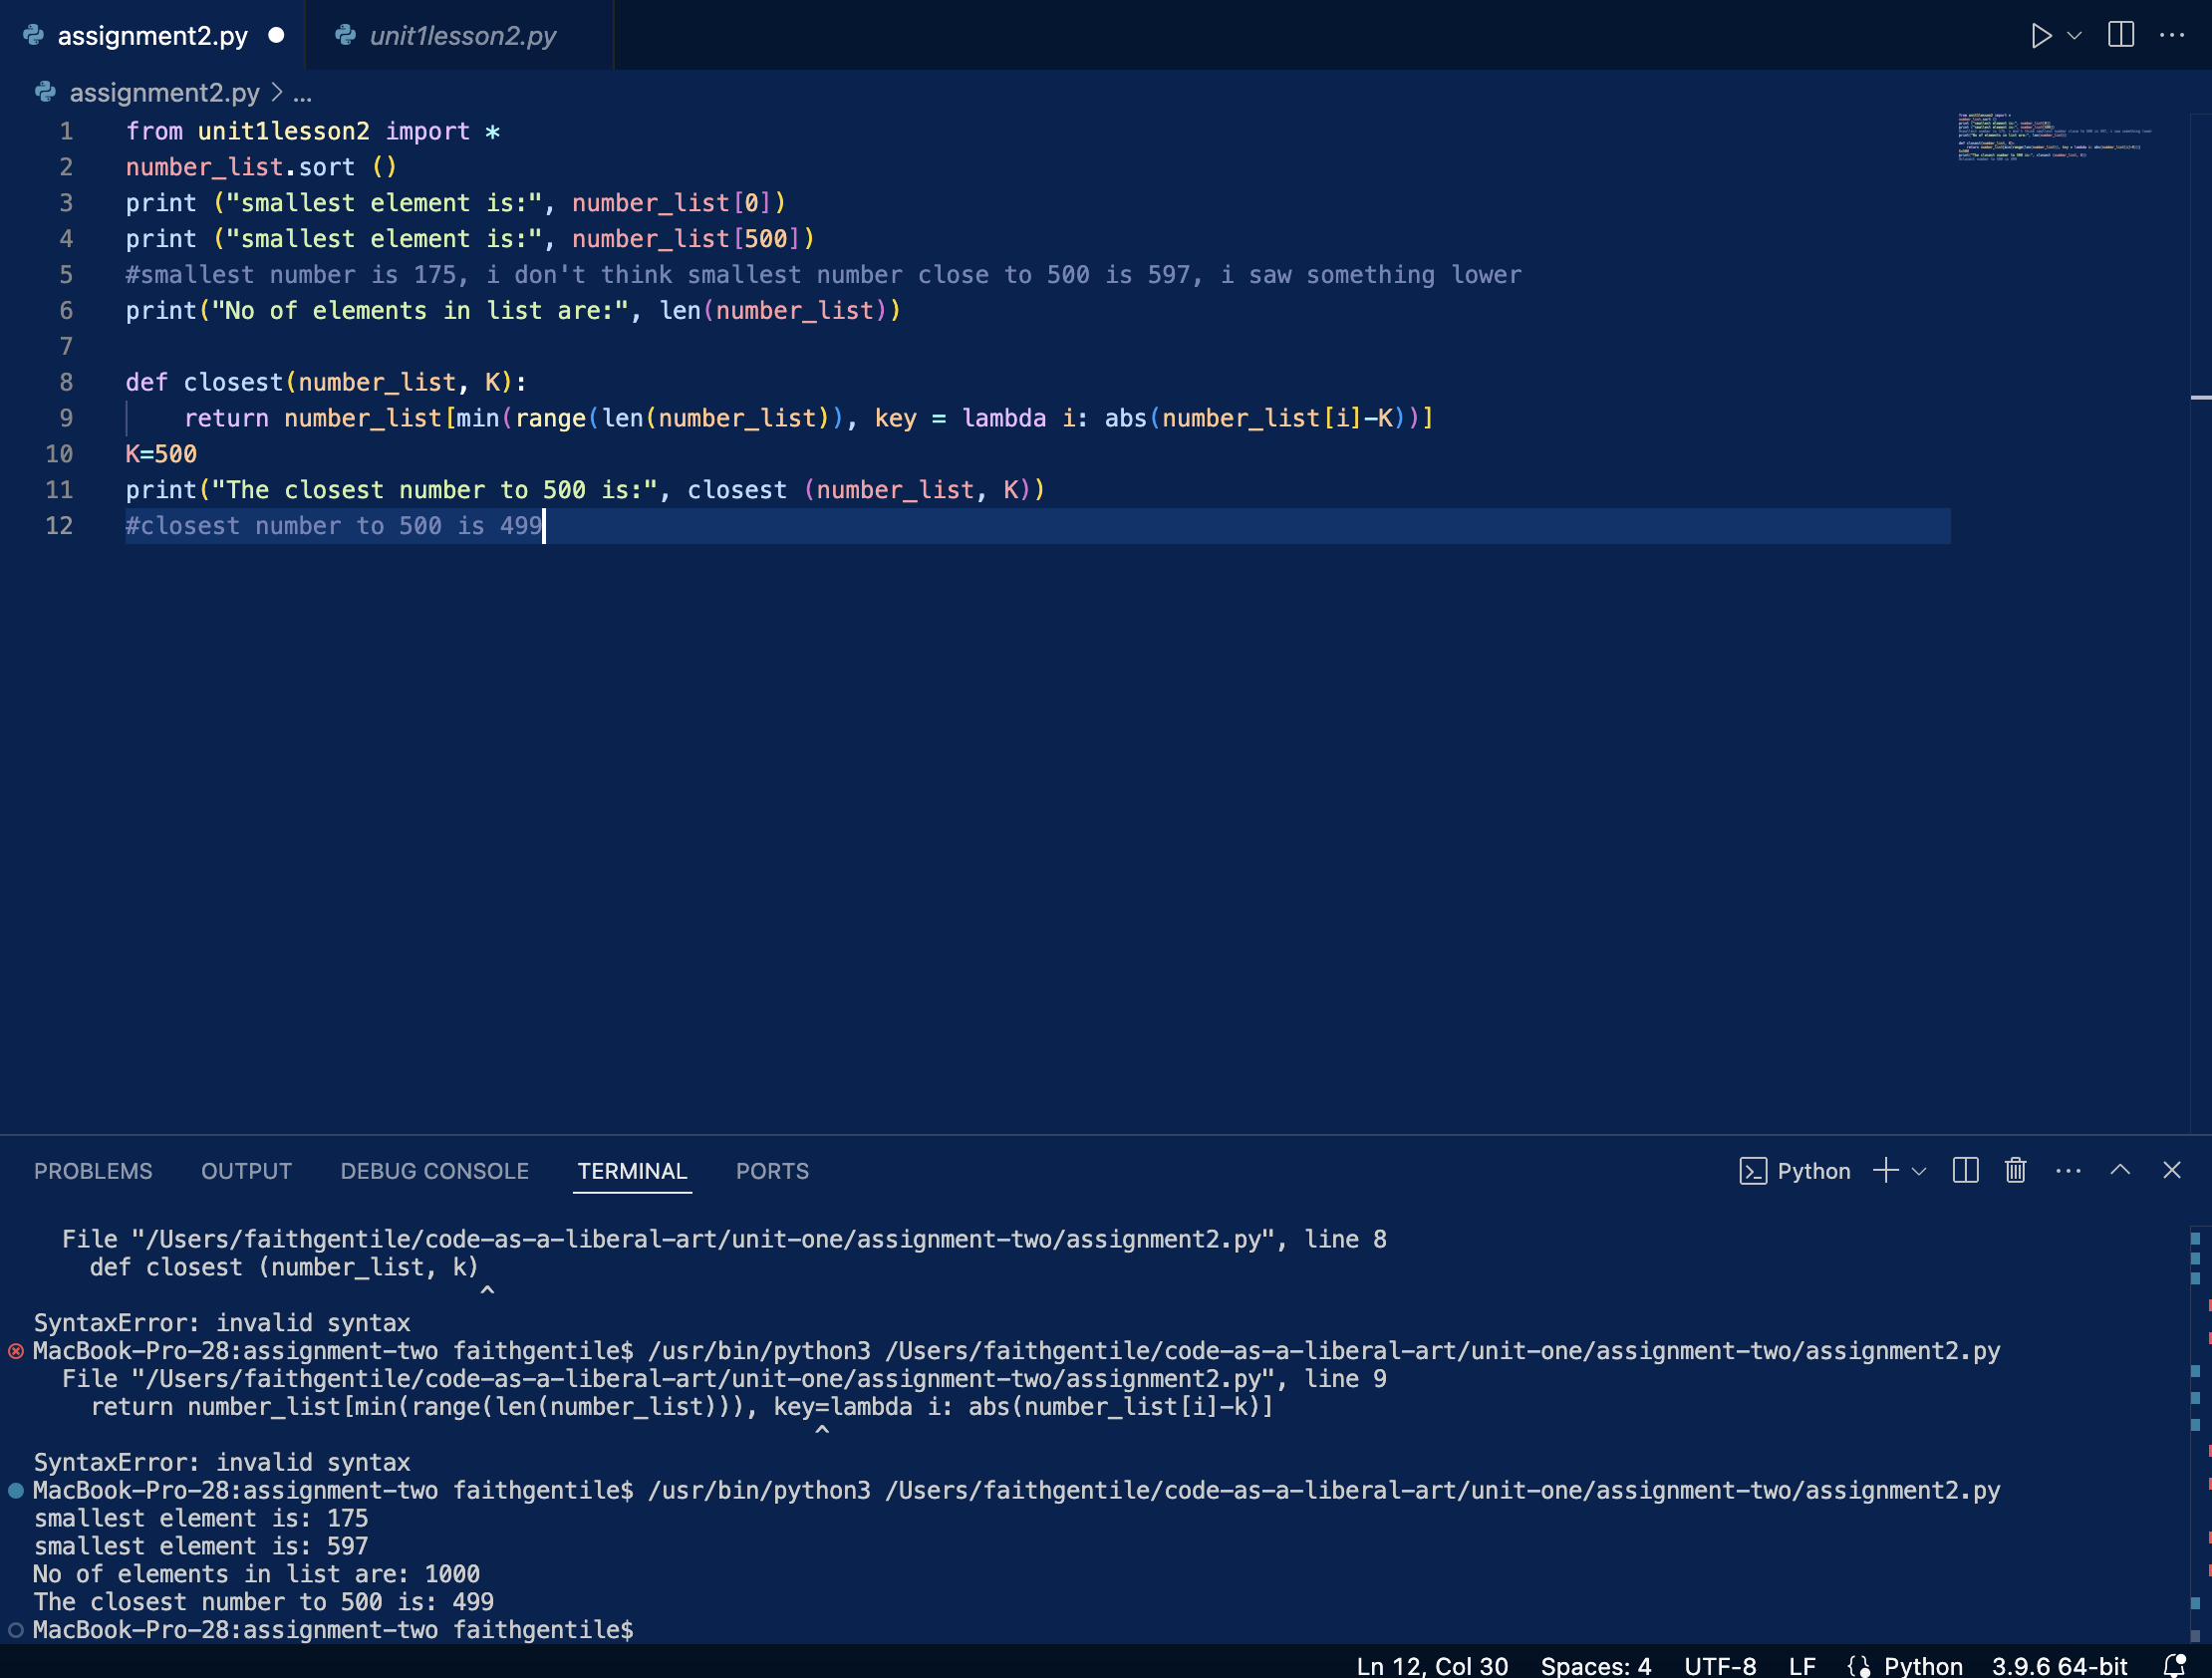 assignment2.py
unit1lesson2.py
assignment2.py > ...
1 from unit1lesson2 import *
2 number_list.sort ()
3 print ("smallest element is:", number_list[0])
4 print ("smallest element is:", number_list[500])
5 #smallest number is 175, i don't think smallest number close to 500 is 597, i saw something lower
6 print("No of elements in list are:", len(number_list))
7
8 def closest(number_list, K):
9     return number_list[min(range(len(number_list)), key = lambda i: abs(number_list[i]-K))]
10 K=500
11 print("The closest number to 500 is:", closest (number_list, K))
12 #closest number to 500 is 499
PROBLEMS OUTPUT DEBUG CONSOLE TERMINAL PORTS Python
  File "/Users/faithgentile/code-as-a-liberal-art/unit-one/assignment-two/assignment2.py", line 8
    def closest (number_list, k)
                                ^
SyntaxError: invalid syntax
MacBook-Pro-28:assignment-two faithgentile$ /usr/bin/python3 /Users/faithgentile/code-as-a-liberal-art/unit-one/assignment-two/assignment2.py
  File "/Users/faithgentile/code-as-a-liberal-art/unit-one/assignment-two/assignment2.py", line 9
    return number_list[min(range(len(number_list))), key=lambda i: abs(number_list[i]-k)]
                                                        ^
SyntaxError: invalid syntax
MacBook-Pro-28:assignment-two faithgentile$ /usr/bin/python3 /Users/faithgentile/code-as-a-liberal-art/unit-one/assignment-two/assignment2.py
smallest element is: 175
smallest element is: 597
No of elements in list are: 1000
The closest number to 500 is: 499
MacBook-Pro-28:assignment-two faithgentile$
Ln 12, Col 30 Spaces: 4 UTF-8 LF Python 3.9.6 64-bit